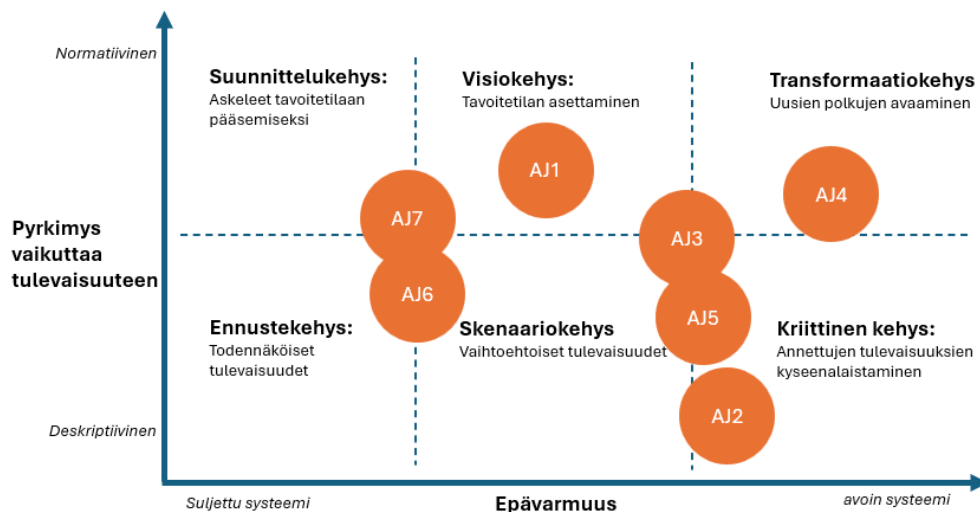 Normatiivinen
Suunnittelukehys:
Askeleet tavoitetilaan
pääsemiseksi
Visiokehys:
Tavoitetilan asettaminen
Transformaatiokehys
Uusien polkujen avaaminen
AJ1
AJ4
AJ7
AJ3
Pyrkimys
vaikuttaa
tulevaisuuteen
AJ6
AJ5
Ennustekehys:
Todennäköiset
tulevaisuudet
Skenaariokehys
Vaihtoehtoiset tulevaisuudet
Kriittinen kehys:
Annettujen tulevaisuuksien
kyseenalaistaminen
AJ2
Deskriptiivinen
Suljettu systeemi
Epävarmuus
avoin systeemi